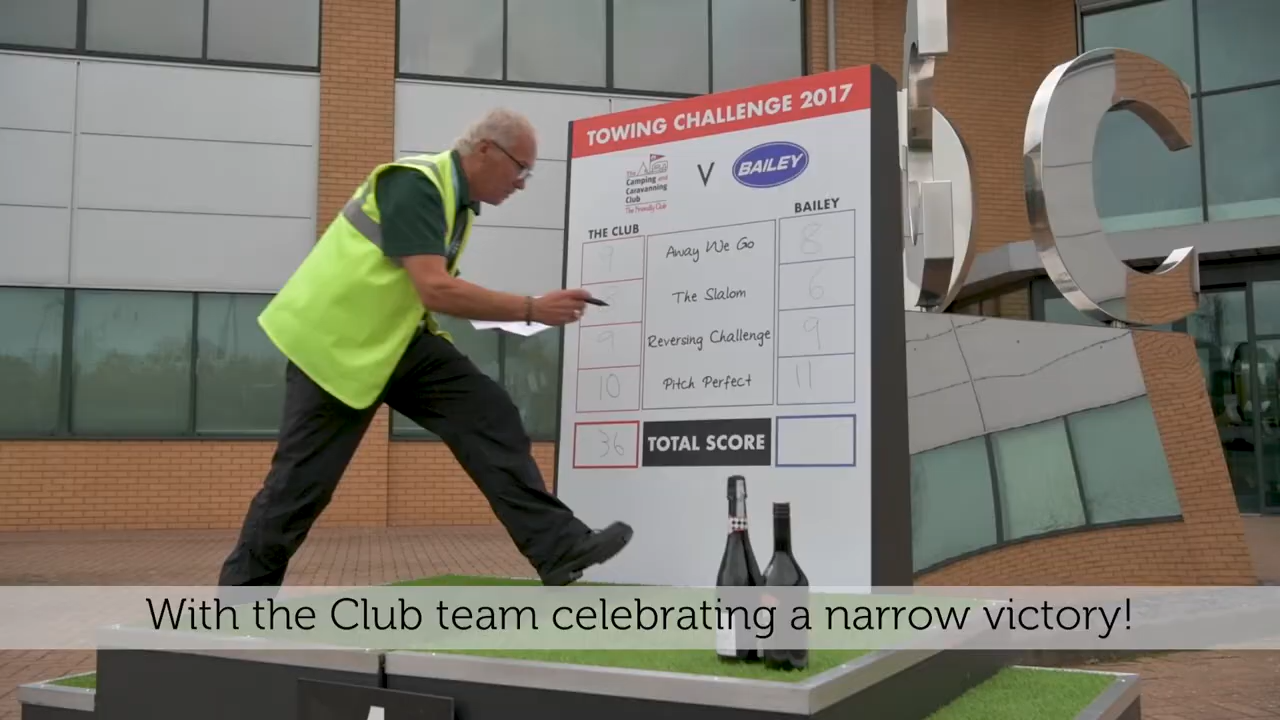 TOWING CHALLENGE 2017
The
Camping and
Caravanning
Club
The Friendly Club
V
BAILEY
THE CLUB
BAILEY
9 Away We Go 8
The Slalom 6
9 Reversing Challenge 9
10 Pitch Perfect 11
36 TOTAL SCORE
bc
With the Club team celebrating a narrow victory!